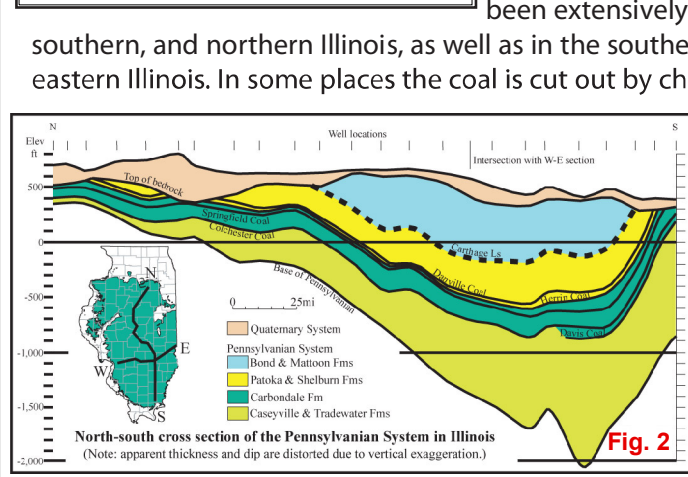 been extensively
southern, and northern Illinois, as well as in the southe
eastern Illinois. In some places the coal is cut out by ch
N
Well locations
S
Elev
ft
Intersection with W-E section
Top of bedrock
500
Springfield Coal
Colchester Coal
0
Carthage Ls
Danville Coal
Base of Pennsylvanian
N
Herrin Coal
-500
0 25mi
Davis Coal
Quaternary System
Pennsylvanian System
E
-1,000
Bond & Mattoon Fms
W
Patoka & Shelburn Fms
Carbondale Fm
-1,500
Caseyville & Tradewater Fms
S
North-south cross section of the Pennsylvanian System in Illinois
Fig. 2
(Note: apparent thickness and dip are distorted due to vertical exaggeration.)
-2,000